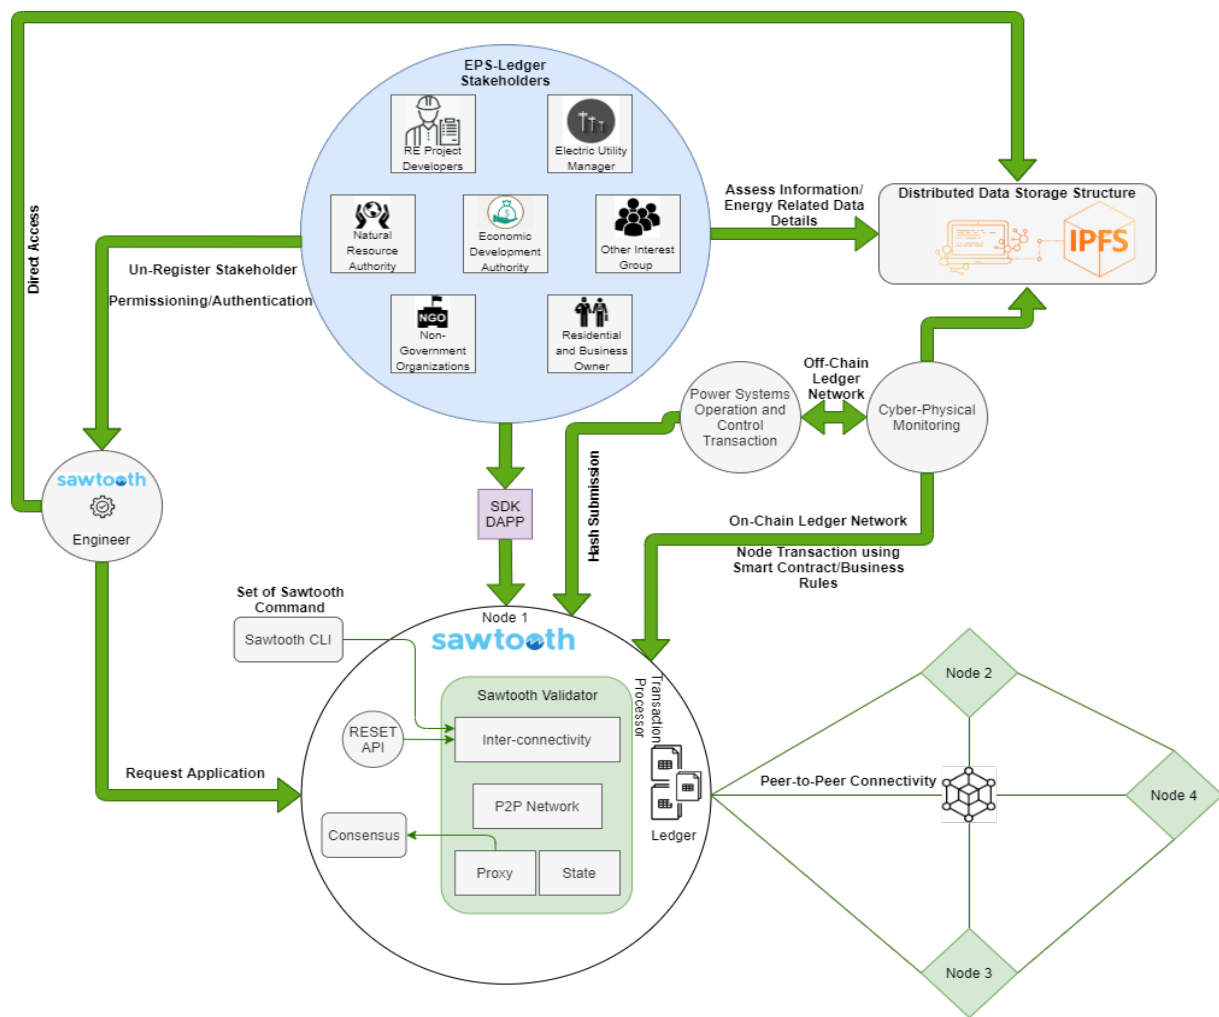 EPS-Ledger
Stakeholders
RE Project
Developers
Electric Utility
Manager
Natural
Resource
Authority
Economic
Development
Authority
Other Interest
Group
NGO
Non-
Government
Organizations
Residential
and Business
Owner
Direct Access
Un-Register Stakeholder
Permissioning/Authentication
Assess Information/
Energy Related Data
Details
Distributed Data Storage Structure
IPFS
Off-Chain
Ledger
Network
Power Systems
Operation and
Control
Transaction
Cyber-Physical
Monitoring
sawtooth
Engineer
SDK
DAPP
Hash Submission
On-Chain Ledger Network
Node Transaction using
Smart Contract/Business
Rules
Set of Sawtooth
Command
Sawtooth CLI
Node 1
sawtooth
Transaction
Processor
Sawtooth Validator
Inter-connectivity
RESET
API
P2P Network
Consensus
Proxy
State
Ledger
Request Application
Peer-to-Peer Connectivity
Node 2
Node 4
Node 3